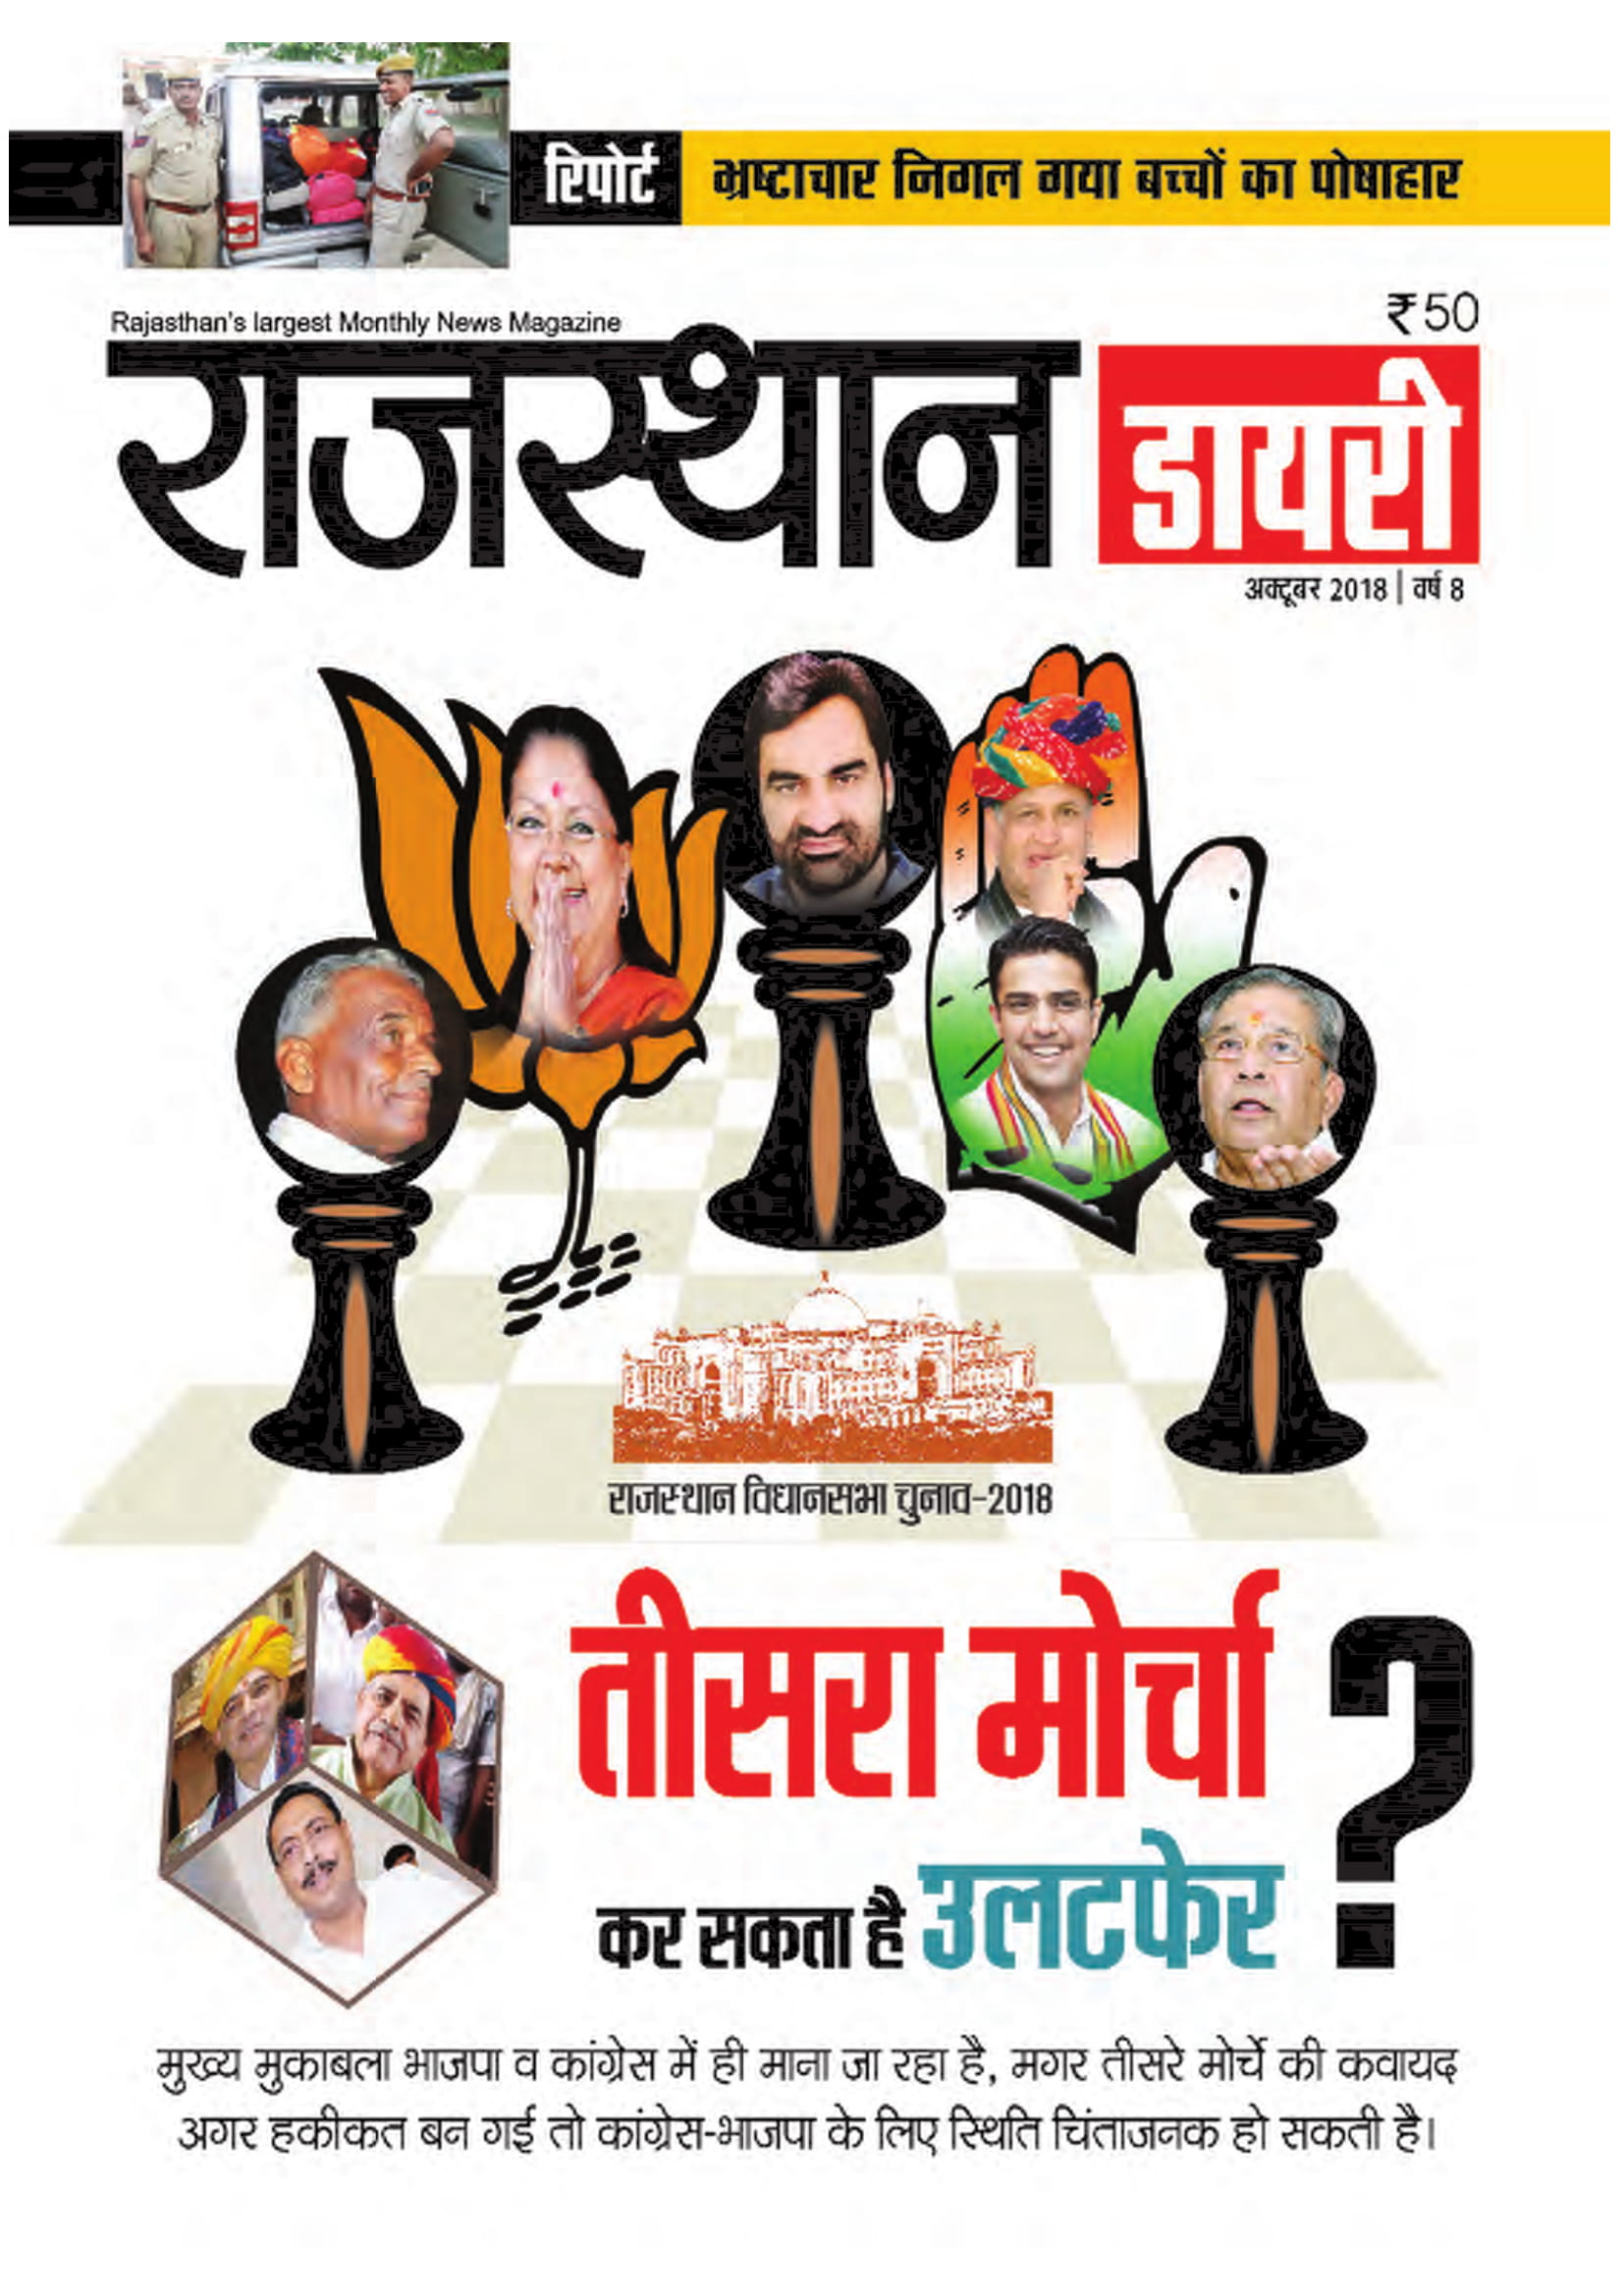 रिपोर्ट
भ्रष्टाचार निगल गया बच्चों का पोषाहार
₹50
Rajasthan's largest Monthly News Magazine
राजस्थान डायरी
अक्टूबर 2018 | वर्ष 8
राजस्थान विधानसभा चुनाव-2018
तीसरा मोर्चा
कर सकता है उलटफेर ?
मुख्य मुकाबला भाजपा व कांग्रेस में ही माना जा रहा है, मगर तीसरे मोर्चे की कवायद
अगर हकीकत बन गई तो कांग्रेस-भाजपा के लिए स्थिति चिंताजनक हो सकती है।